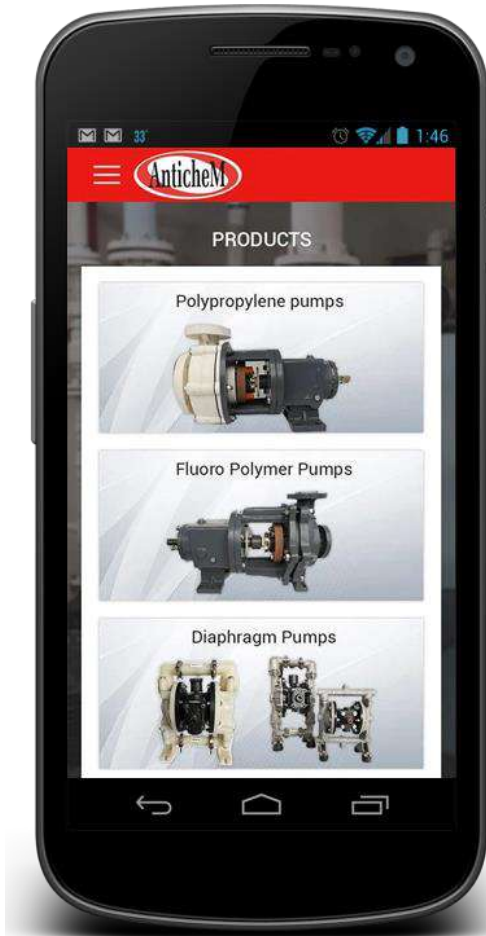 33°
1:46
AnticheM
PRODUCTS
Polypropylene pumps
Fluoro Polymer Pumps
Diaphragm Pumps